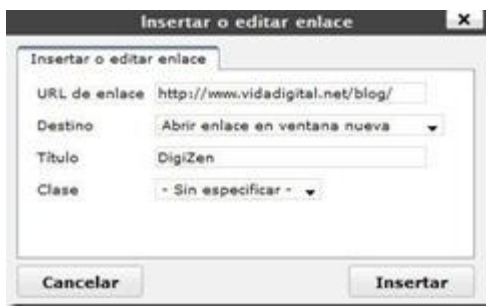 Insertar o editar enlace
Insertar o editar enlace
URL de enlace http://www.vidadigital.net/blog/
Destino Abrir enlace en ventana nueva
Título DigiZen
Clase - Sin especificar -
Cancelar Insertar